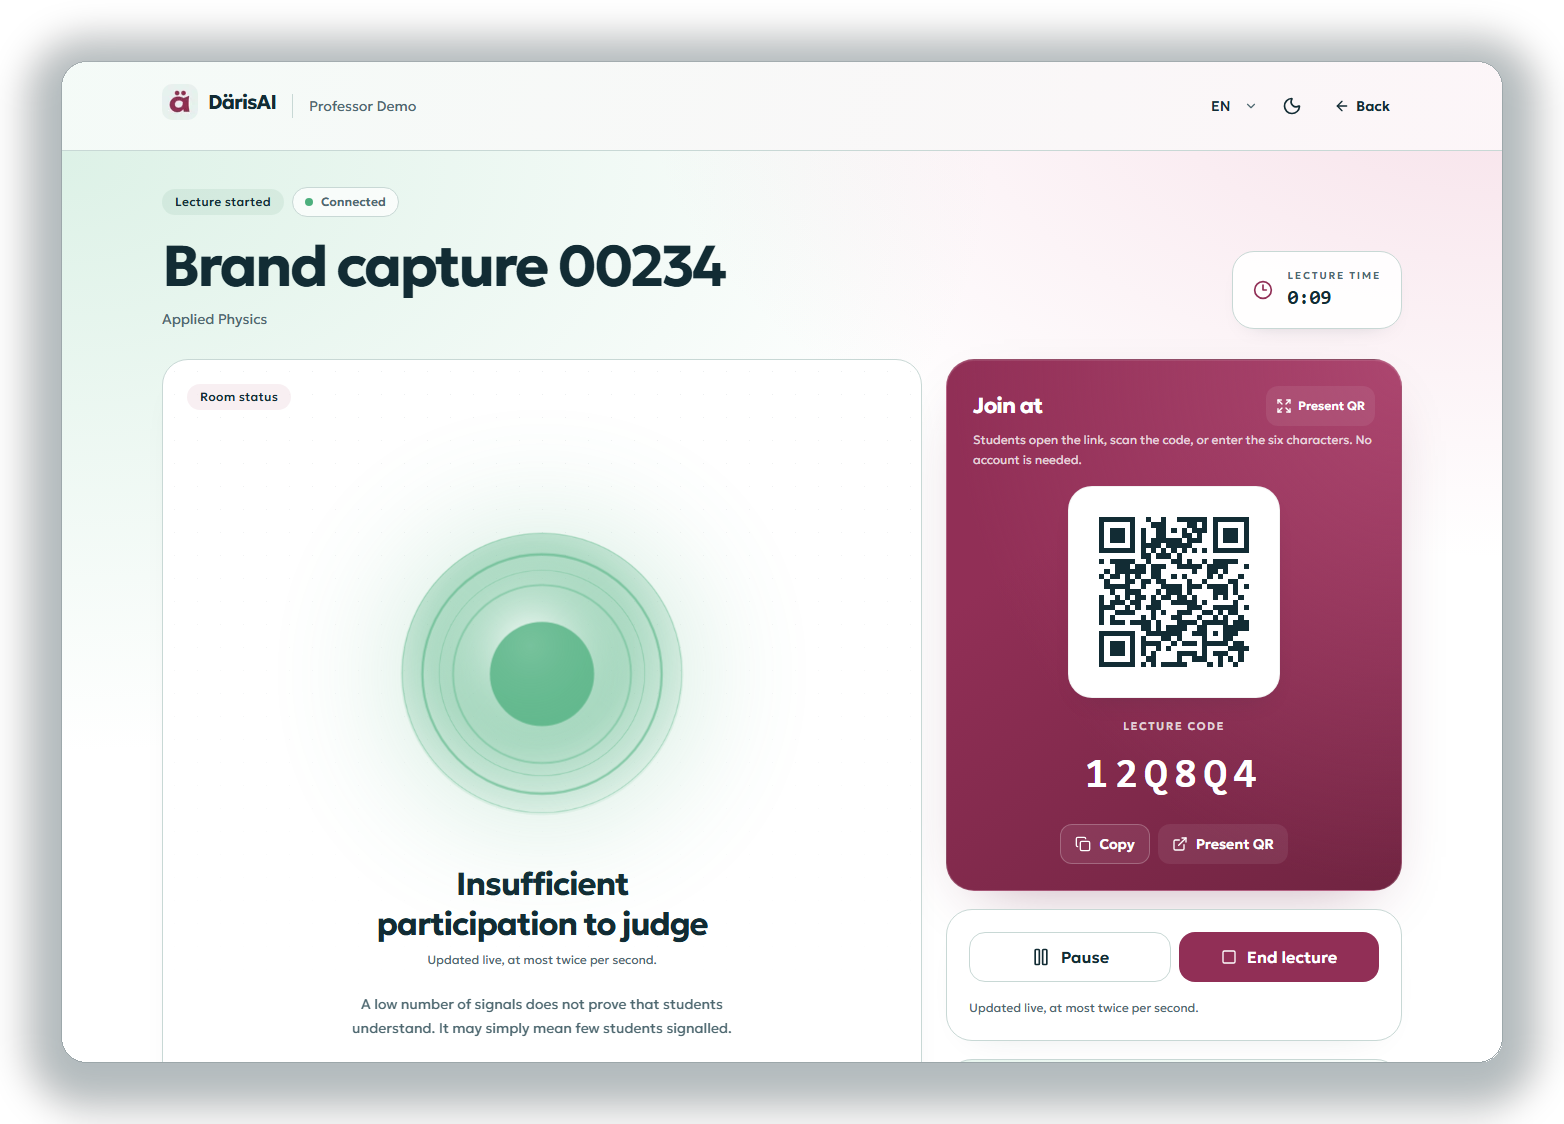 ä DärisAI Professor Demo EN Back
Lecture started Connected
Brand capture 00234
Applied Physics
LECTURE TIME
0:09
Room status
Insufficient
participation to judge
Updated live, at most twice per second.
A low number of signals does not prove that students
understand. It may simply mean few students signalled.
Join at Present QR
Students open the link, scan the code, or enter the six characters. No
account is needed.
LECTURE CODE
12Q8Q4
Copy Present QR
Pause End lecture
Updated live, at most twice per second.